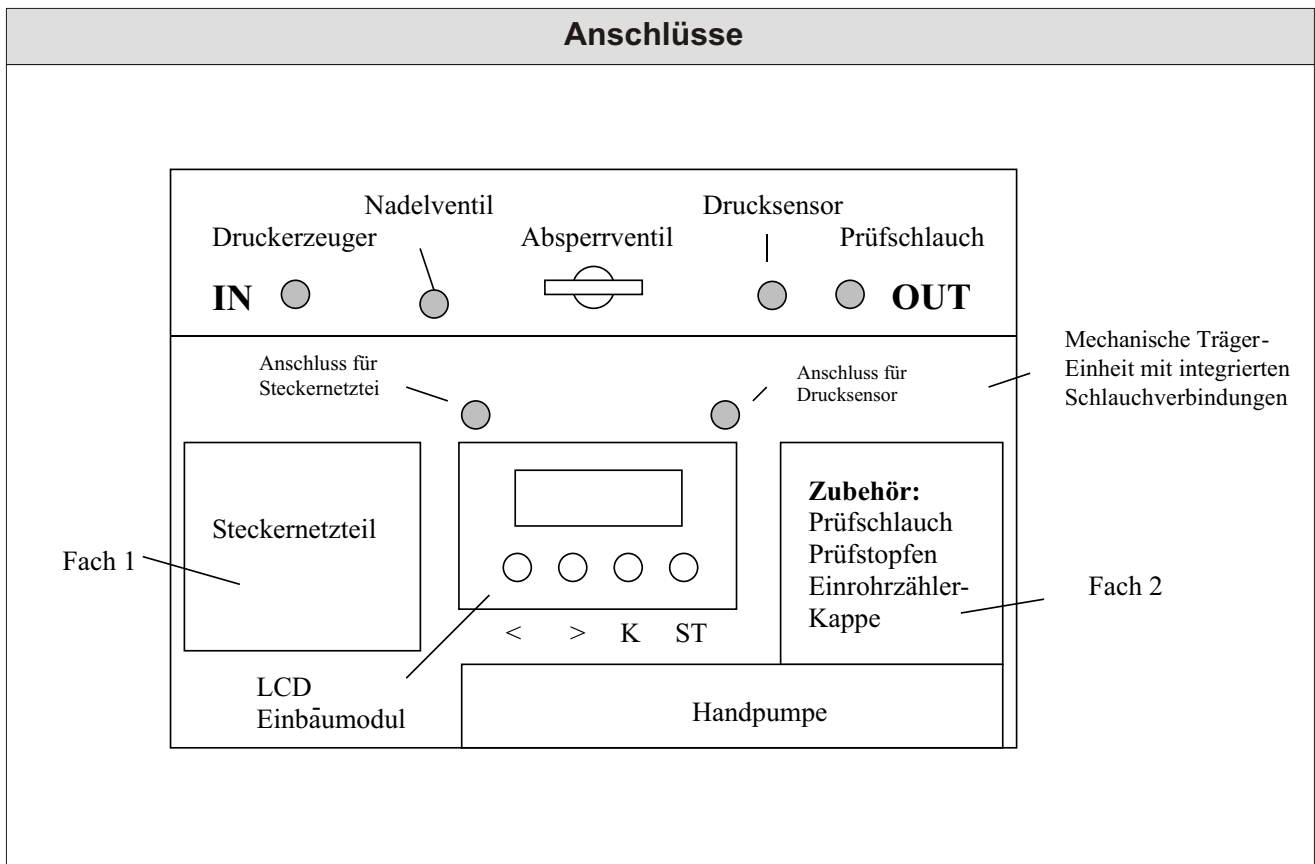 Anschlüsse
Nadelventil
Drucksensor
Druckerzeuger
Absperrventil
Prüfschlauch
IN
OUT
Mechanische Träger-
Einheit mit integrierten
Schlauchverbindungen
Anschluss für
Steckernetztei
Anschluss für
Drucksensor
Steckernetzteil
Fach 1
Zubehör:
Prüfschlauch
Prüfstopfen
Einrohrzähler-
Kappe
Fach 2
< > K ST
LCD -
Einbaumodul
Handpumpe